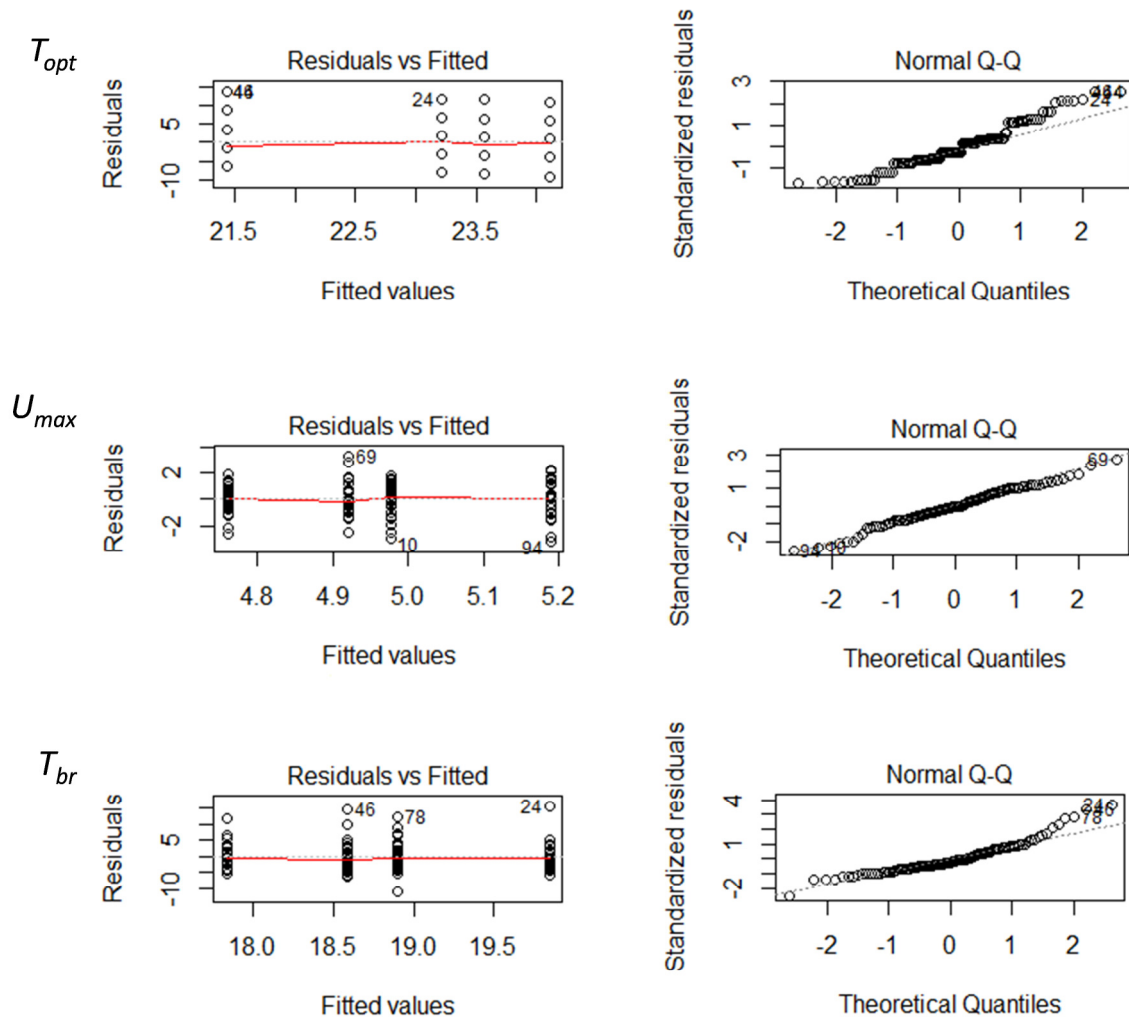 T_opt
Residuals vs Fitted
Normal Q-Q
Residuals
5
-10
24
21.5 22.5 23.5
Fitted values
Standardized residuals
3
1
-1
24
-2 -1 0 1 2
Theoretical Quantiles
U_max
Residuals vs Fitted
Normal Q-Q
Residuals
2
-2
69
10
94
4.8 4.9 5.0 5.1 5.2
Fitted values
Standardized residuals
3
1
-2
69
94
-2 -1 0 1 2
Theoretical Quantiles
T_br
Residuals vs Fitted
Normal Q-Q
Residuals
5
-10
46
78
24
18.0 18.5 19.0 19.5
Fitted values
Standardized residuals
4
1
-2
78
-2 -1 0 1 2
Theoretical Quantiles